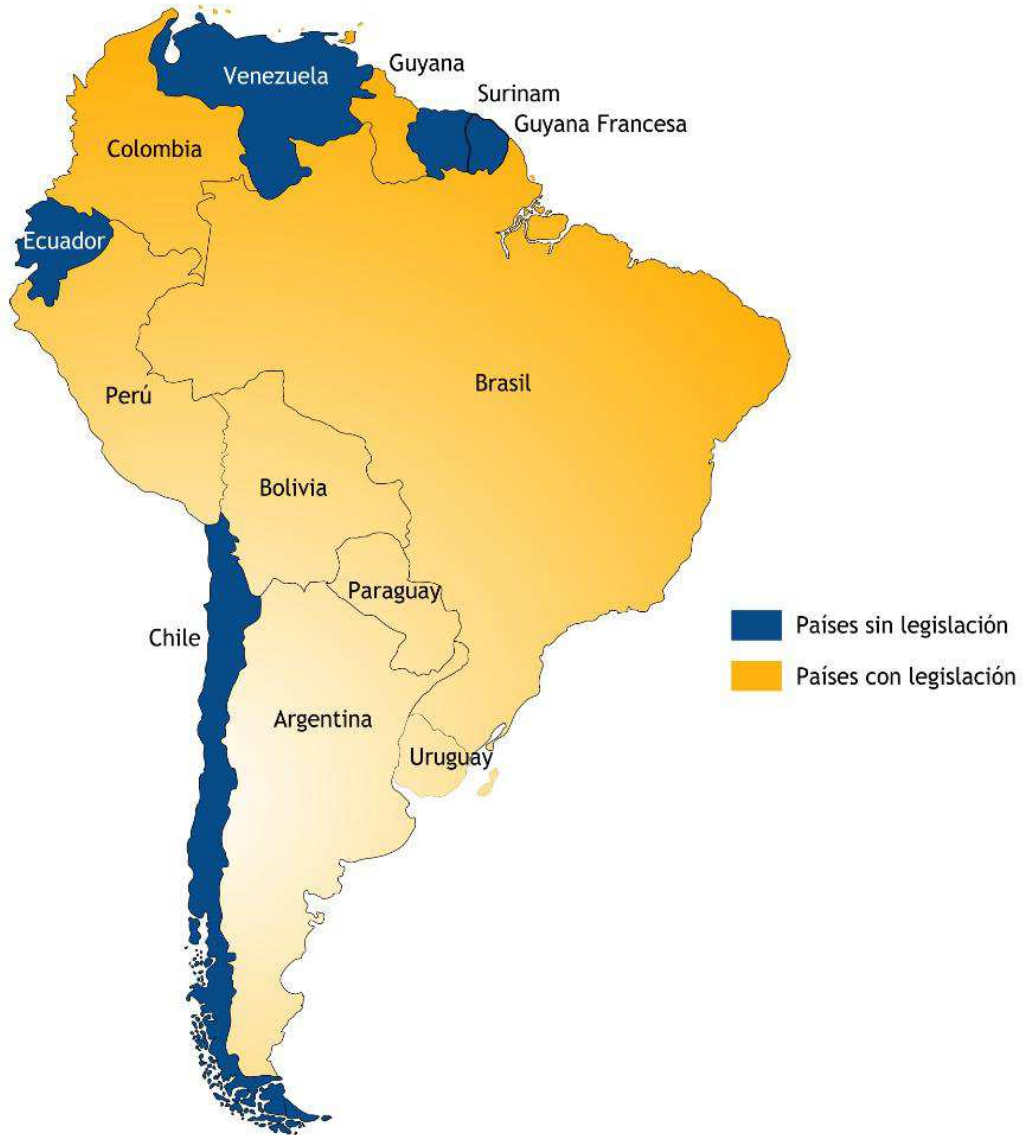 Venezuela
Guyana
Surinam
Guyana Francesa
Colombia
Ecuador
Perú
Brasil
Bolivia
Paraguay
Chile
Argentina
Uruguay
Países sin legislación
Países con legislación